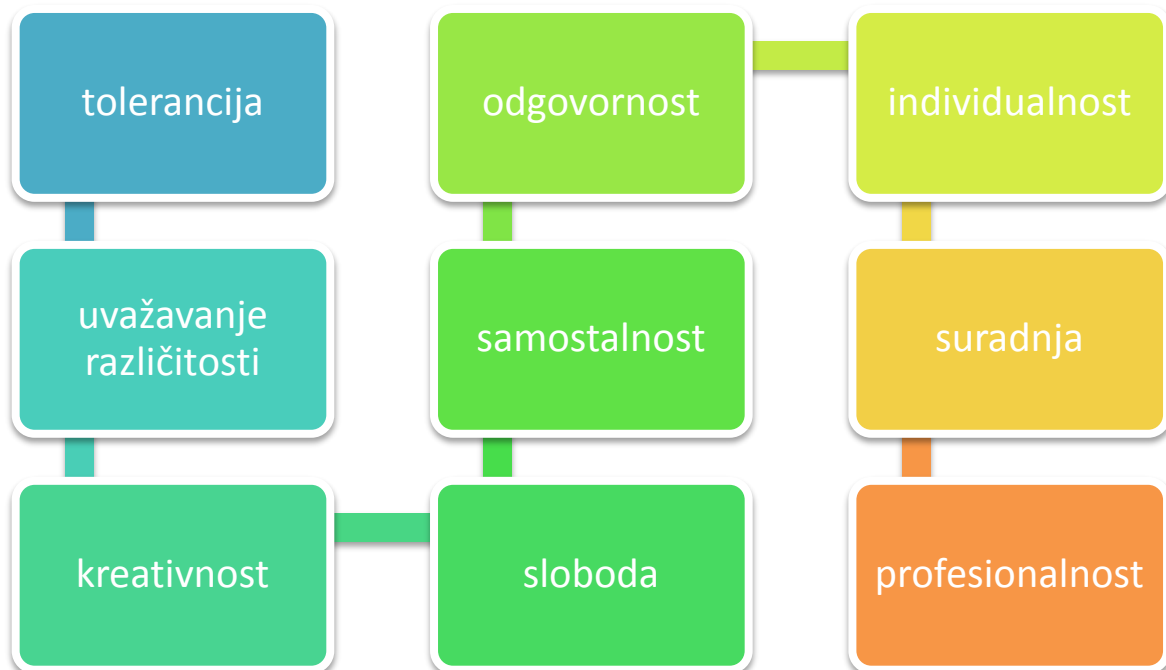 tolerancija
uvažavanje
različitosti
kreativnost
sloboda
samostalnost
odgovornost
individualnost
suradnja
profesionalnost